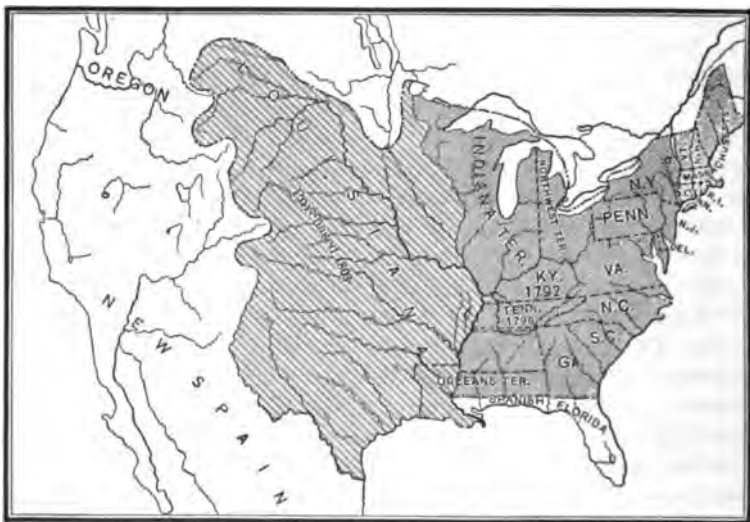 OREGON
LOUISIANA
Purchased 1803
NEW SPAIN
INDIANA TER.
NORTHWEST TER.
N.Y.
PENN.
N.J.
DEL.
R.I.
VA.
KY.
1792
TENN.
1796
N.C.
S.C.
GA.
ORLEANS TER.
SPANISH FLORIDA